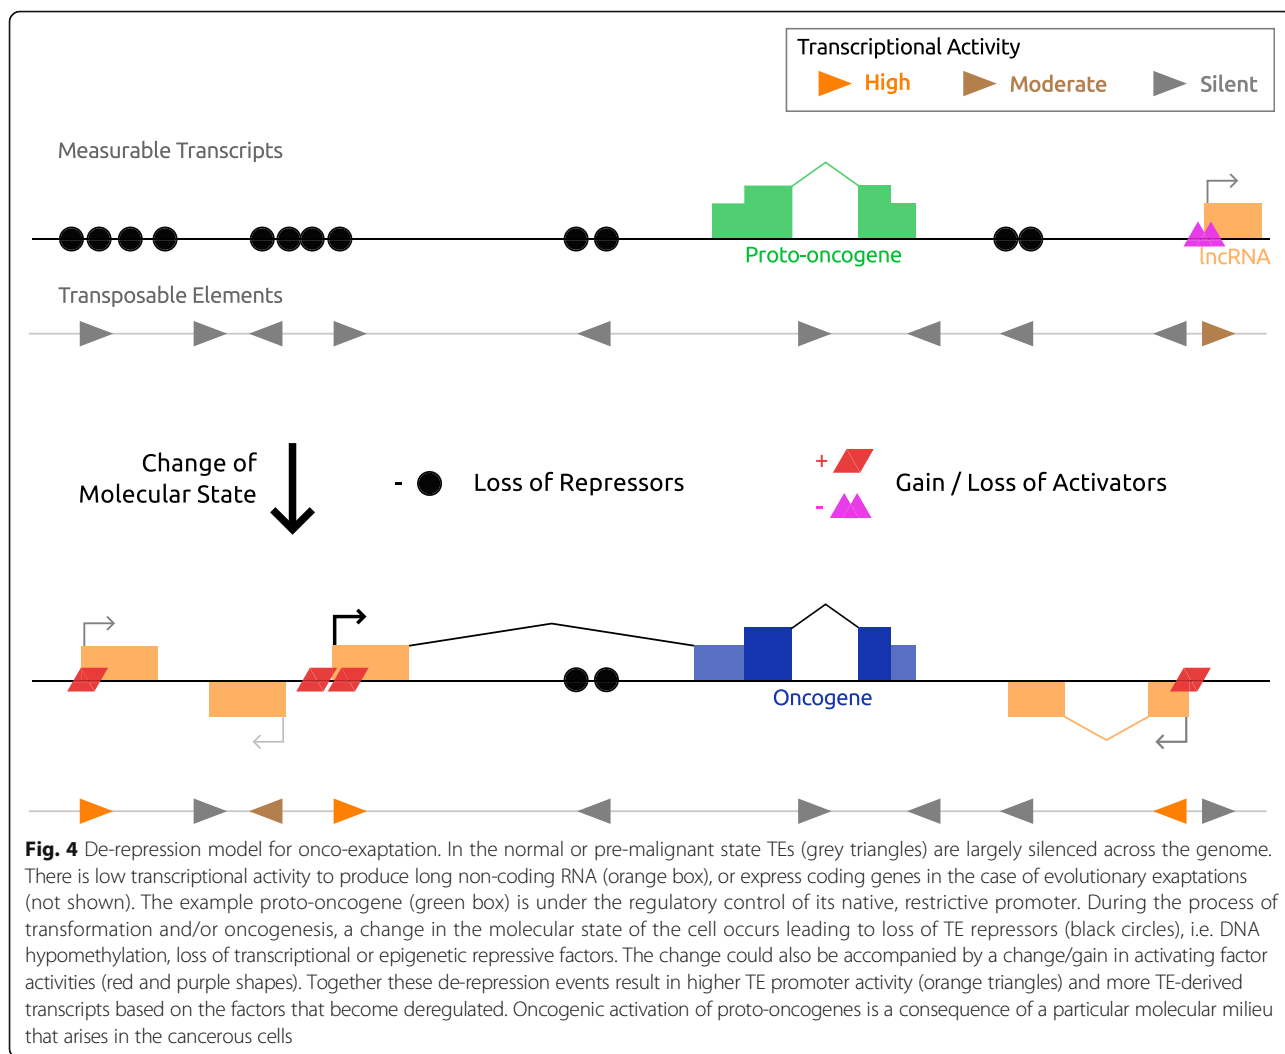 Transcriptional Activity
High Moderate Silent
Measurable Transcripts
Proto-oncogene
lncRNA
Transposable Elements
Change of
Molecular State
- Loss of Repressors
+
-
Gain / Loss of Activators
Oncogene
Fig. 4 De-repression model for onco-exaptation. In the normal or pre-malignant state TEs (grey triangles) are largely silenced across the genome.
There is low transcriptional activity to produce long non-coding RNA (orange box), or express coding genes in the case of evolutionary exaptations
(not shown). The example proto-oncogene (green box) is under the regulatory control of its native, restrictive promoter. During the process of
transformation and/or oncogenesis, a change in the molecular state of the cell occurs leading to loss of TE repressors (black circles), i.e. DNA
hypomethylation, loss of transcriptional or epigenetic repressive factors. The change could also be accompanied by a change/gain in activating factor
activities (red and purple shapes). Together these de-repression events result in higher TE promoter activity (orange triangles) and more TE-derived
transcripts based on the factors that become deregulated. Oncogenic activation of proto-oncogenes is a consequence of a particular molecular milieu
that arises in the cancerous cells